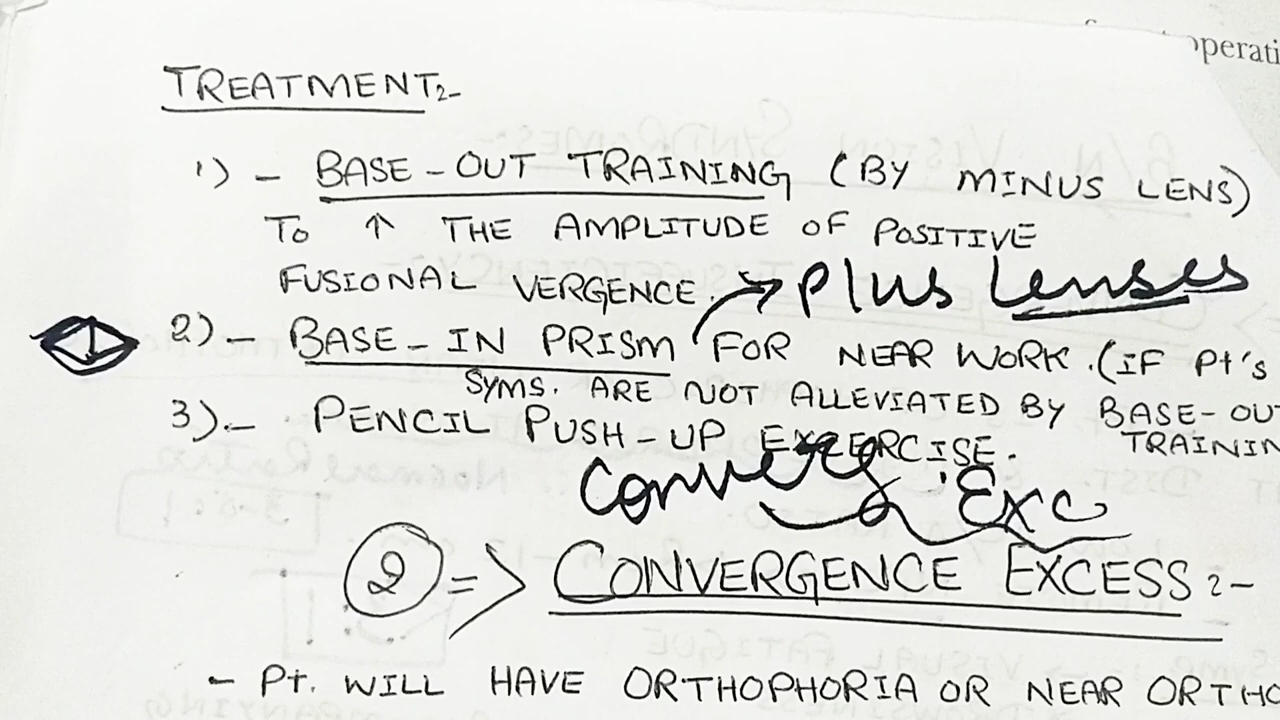 operati
TREATMENT:-
1) - BASE-OUT TRAINING (BY MINUS LENS)
TO ↑ THE AMPLITUDE OF POSITIVE
FUSIONAL VERGENCE. → Plus Lenses
2) - BASE-IN PRISM FOR NEAR WORK. (IF Pt's
SYMS. ARE NOT ALLEVIATED BY BASE-OUT
TRAININ
3).- PENCIL PUSH-UP EXERCISE.
Converg Exc
② => CONVERGENCE EXCESS:-
- Pt. WILL HAVE ORTHOPHORIA OR NEAR ORTHO